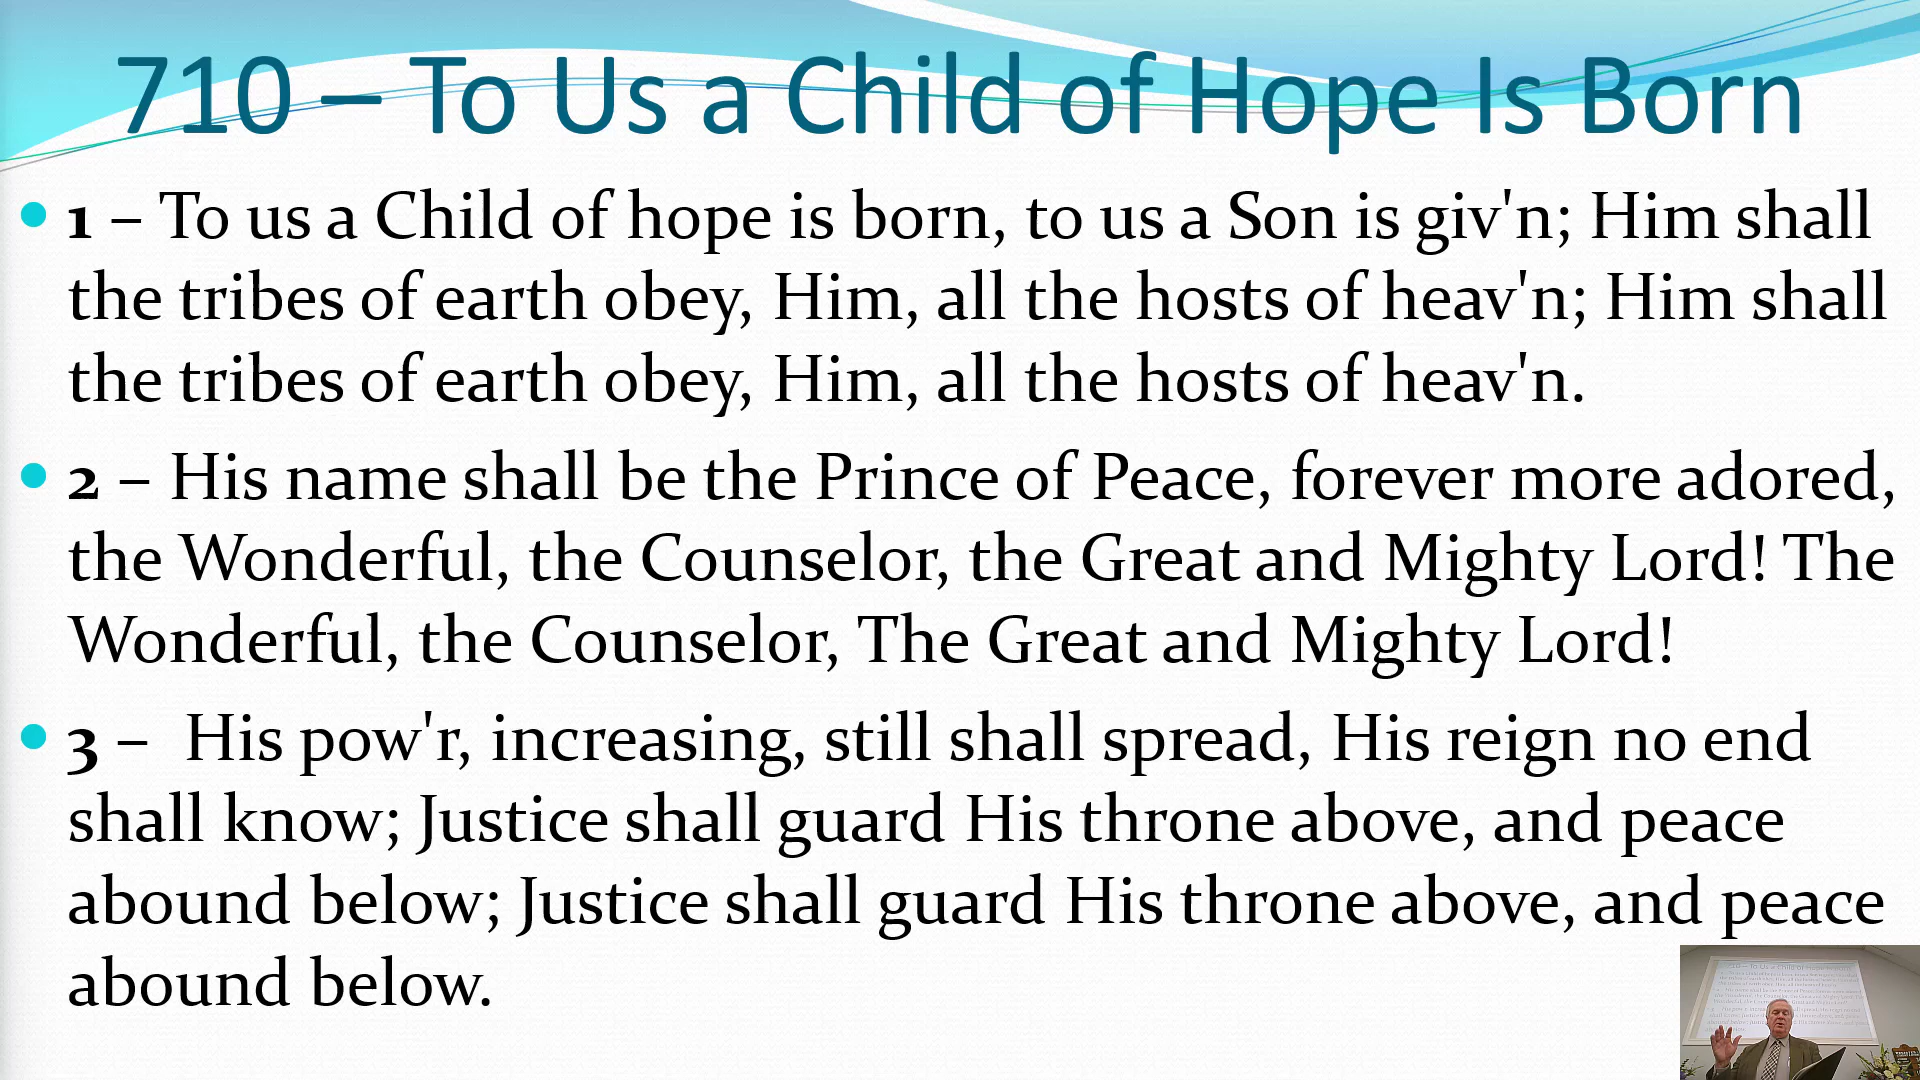 710 – To Us a Child of Hope Is Born
1 – To us a Child of hope is born, to us a Son is giv'n; Him shall
the tribes of earth obey, Him, all the hosts of heav'n; Him shall
the tribes of earth obey, Him, all the hosts of heav'n.
2 – His name shall be the Prince of Peace, forever more adored,
the Wonderful, the Counselor, the Great and Mighty Lord! The
Wonderful, the Counselor, The Great and Mighty Lord!
3 – His pow'r, increasing, still shall spread, His reign no end
shall know; Justice shall guard His throne above, and peace
abound below; Justice shall guard His throne above, and peace
abound below.